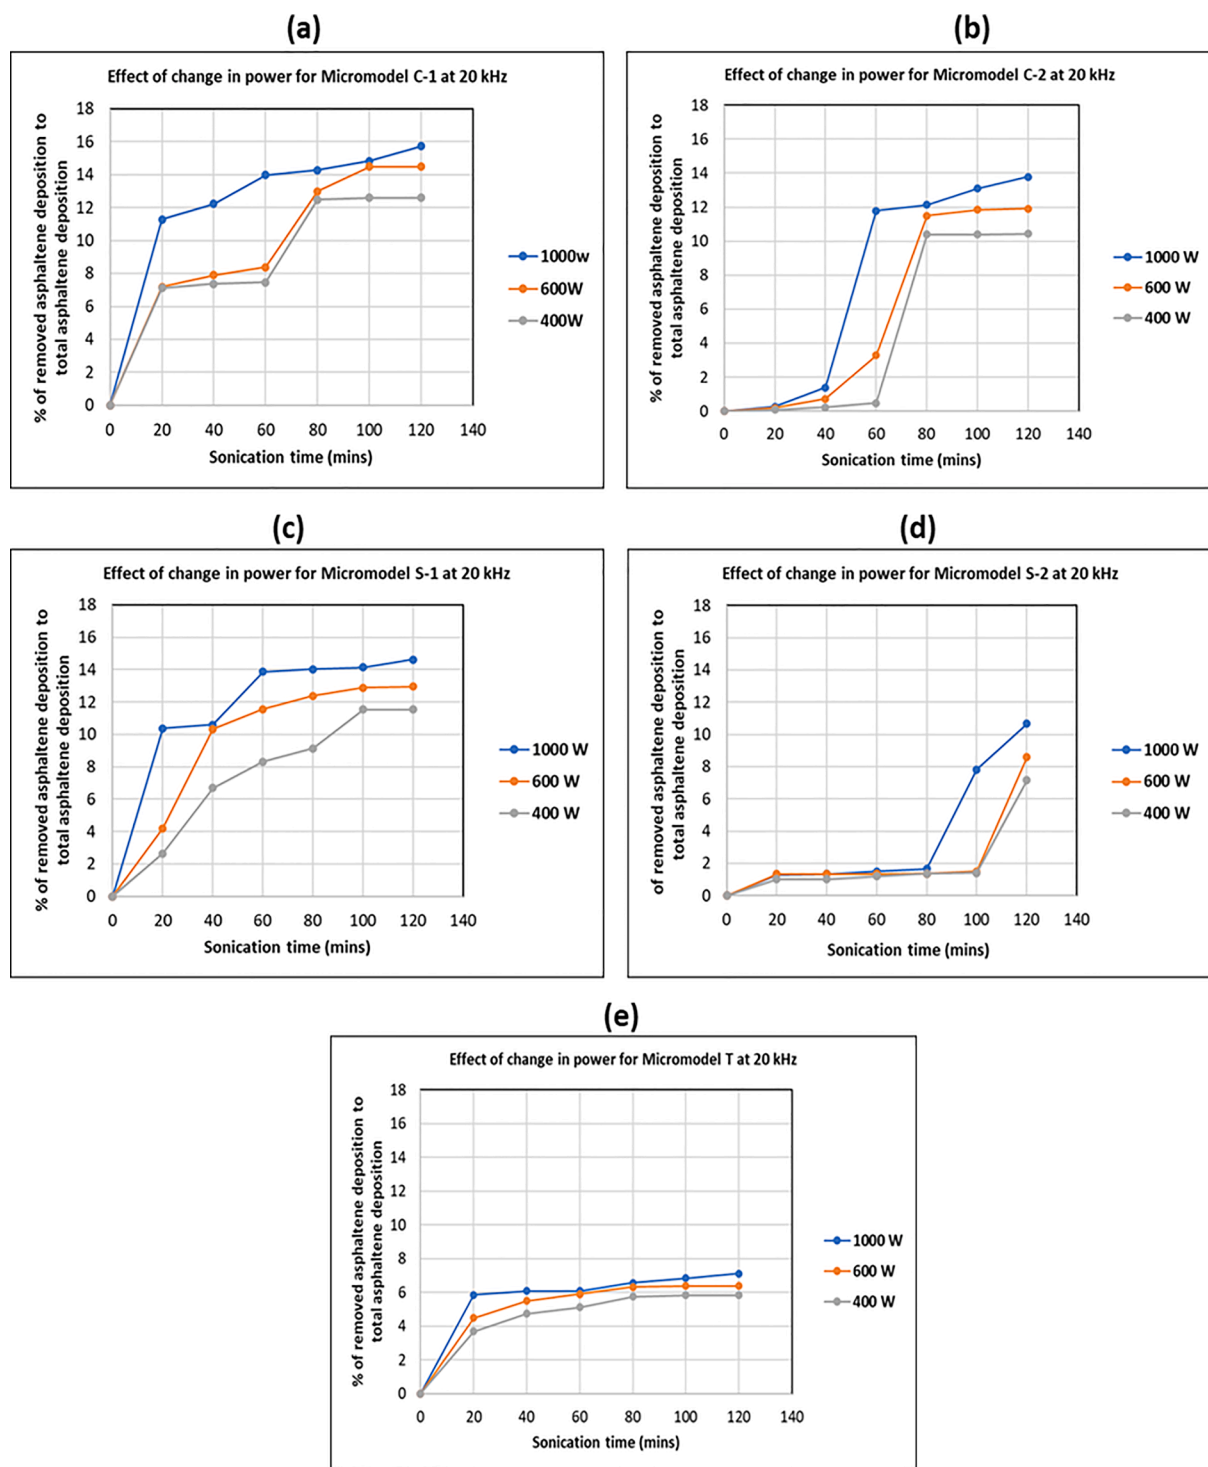 (a)
Effect of change in power for Micromodel C-1 at 20 kHz
% of removed asphaltene deposition to
total asphaltene deposition
18
16
14
12
10
8
6
4
2
0
0 20 40 60 80 100 120 140
Sonication time (mins)
1000w
600W
400W
(b)
Effect of change in power for Micromodel C-2 at 20 kHz
% of removed asphaltene deposition to
total asphaltene deposition
18
16
14
12
10
8
6
4
2
0
0 20 40 60 80 100 120 140
Sonication time (mins)
1000 W
600 W
400 W
(c)
Effect of change in power for Micromodel S-1 at 20 kHz
% of removed asphaltene deposition to
total asphaltene deposition
18
16
14
12
10
8
6
4
2
0
0 20 40 60 80 100 120 140
Sonication time (mins)
1000 W
600 W
400 W
(d)
Effect of change in power for Micromodel S-2 at 20 kHz
of removed asphaltene deposition to
total asphaltene deposition
18
16
14
12
10
8
6
4
2
0
0 20 40 60 80 100 120 140
Sonication time (mins)
1000 W
600 W
400 W
(e)
Effect of change in power for Micromodel T at 20 kHz
% of removed asphaltene deposition to
total asphaltene deposition
18
16
14
12
10
8
6
4
2
0
0 20 40 60 80 100 120 140
Sonication time (mins)
1000 W
600 W
400 W